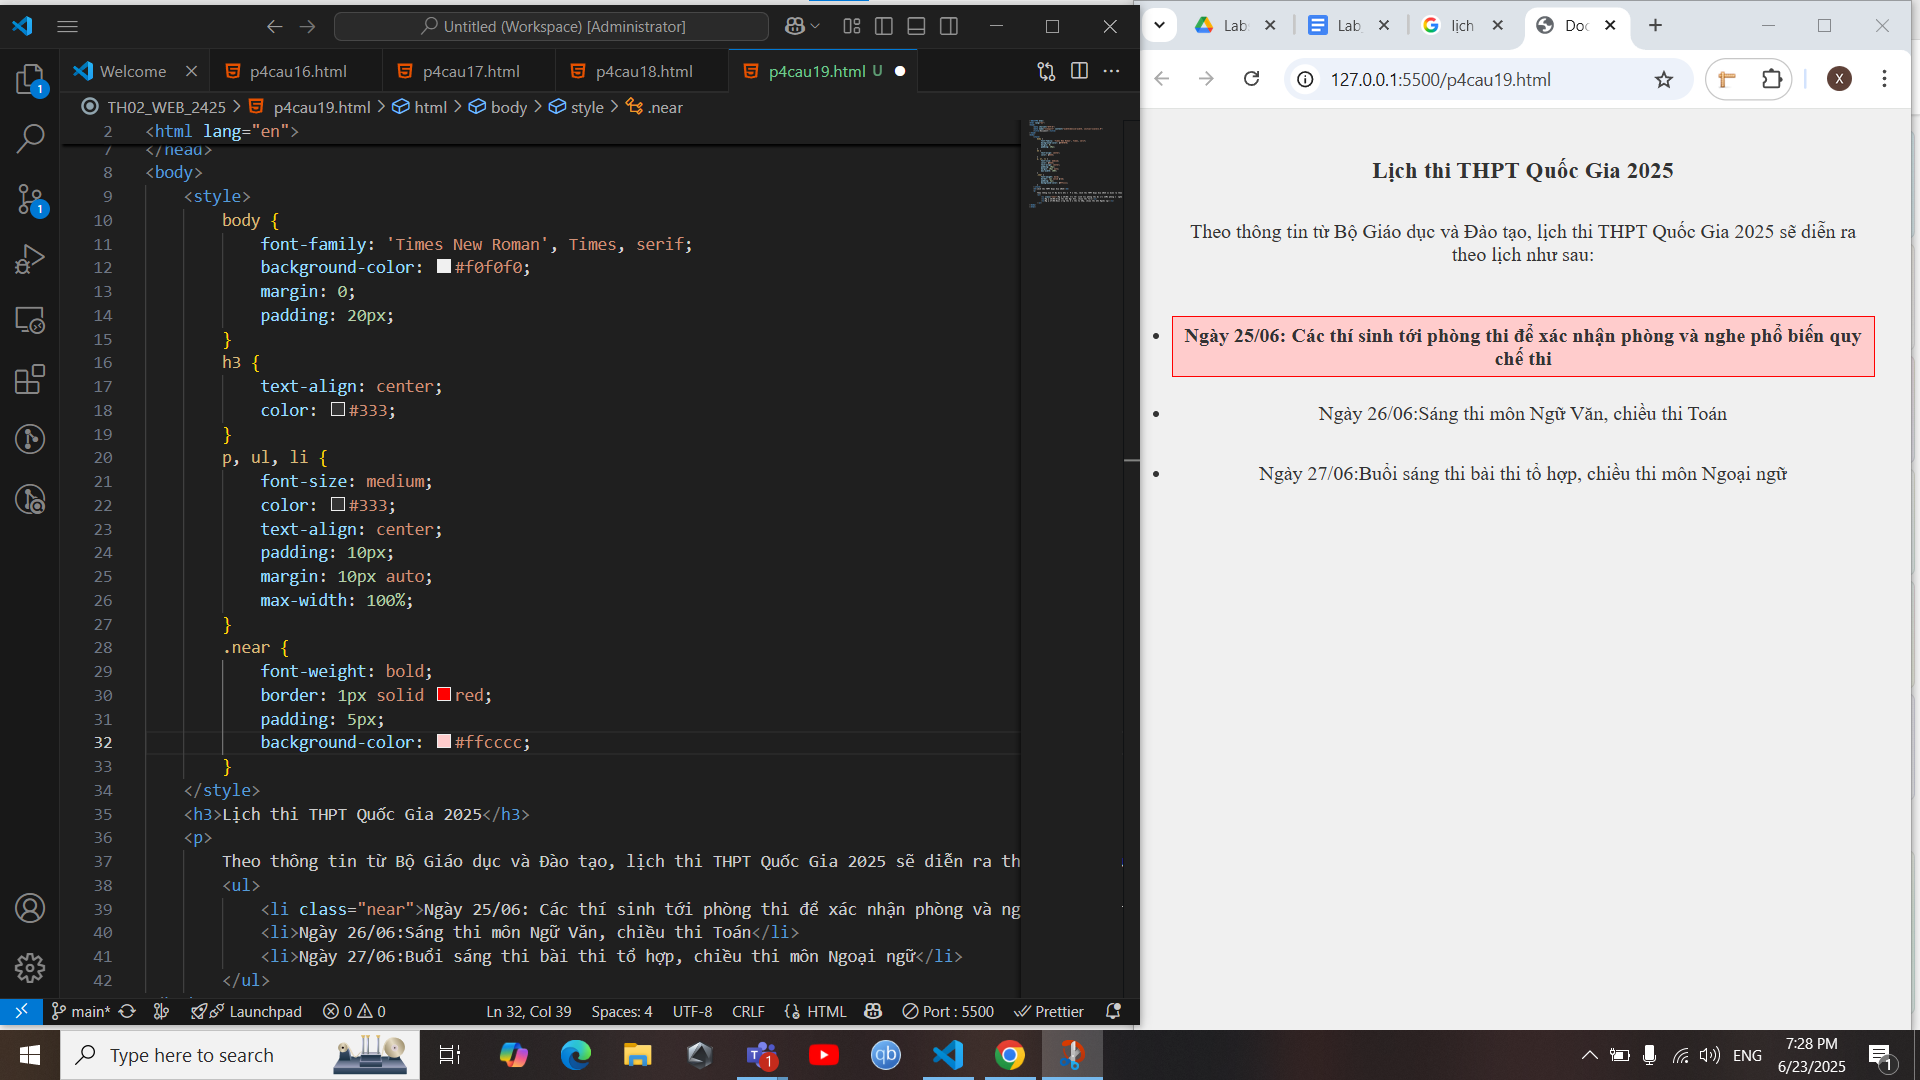 Untitled (Workspace) [Administrator]
Welcome
p4cau16.html
p4cau17.html
p4cau18.html
p4cau19.html U
TH02_WEB_2425 > p4cau19.html > html > body > style > .near
2 <html lang="en">
7 </head>
8 <body>
9 <style>
10 body {
11 font-family: 'Times New Roman', Times, serif;
12 background-color: #f0f0f0;
13 margin: 0;
14 padding: 20px;
15 }
16 h3 {
17 text-align: center;
18 color: #333;
19 }
20 p, ul, li {
21 font-size: medium;
22 color: #333;
23 text-align: center;
24 padding: 10px;
25 margin: 10px auto;
26 max-width: 100%;
27 }
28 .near {
29 font-weight: bold;
30 border: 1px solid red;
31 padding: 5px;
32 background-color: #ffcccc;
33 }
34 </style>
35 <h3>Lịch thi THPT Quốc Gia 2025</h3>
36 <p>
37 Theo thông tin từ Bộ Giáo dục và Đào tạo, lịch thi THPT Quốc Gia 2025 sẽ diễn ra th
38 <ul>
39 <li class="near">Ngày 25/06: Các thí sinh tới phòng thi để xác nhận phòng và ng
40 <li>Ngày 26/06:Sáng thi môn Ngữ Văn, chiều thi Toán</li>
41 <li>Ngày 27/06:Buổi sáng thi bài thi tổ hợp, chiều thi môn Ngoại ngữ</li>
42 </ul>
1
1
main*
Launchpad
0
0
Ln 32, Col 39
Spaces: 4
UTF-8
CRLF
HTML
Port : 5500
Prettier
Lab
Lab
lịch
Doc
127.0.0.1:5500/p4cau19.html
X
Lịch thi THPT Quốc Gia 2025
Theo thông tin từ Bộ Giáo dục và Đào tạo, lịch thi THPT Quốc Gia 2025 sẽ diễn ra
theo lịch như sau:
Ngày 25/06: Các thí sinh tới phòng thi để xác nhận phòng và nghe phổ biến quy
chế thi
Ngày 26/06:Sáng thi môn Ngữ Văn, chiều thi Toán
Ngày 27/06:Buổi sáng thi bài thi tổ hợp, chiều thi môn Ngoại ngữ
Type here to search
1
qb
ENG
7:28 PM
6/23/2025
1